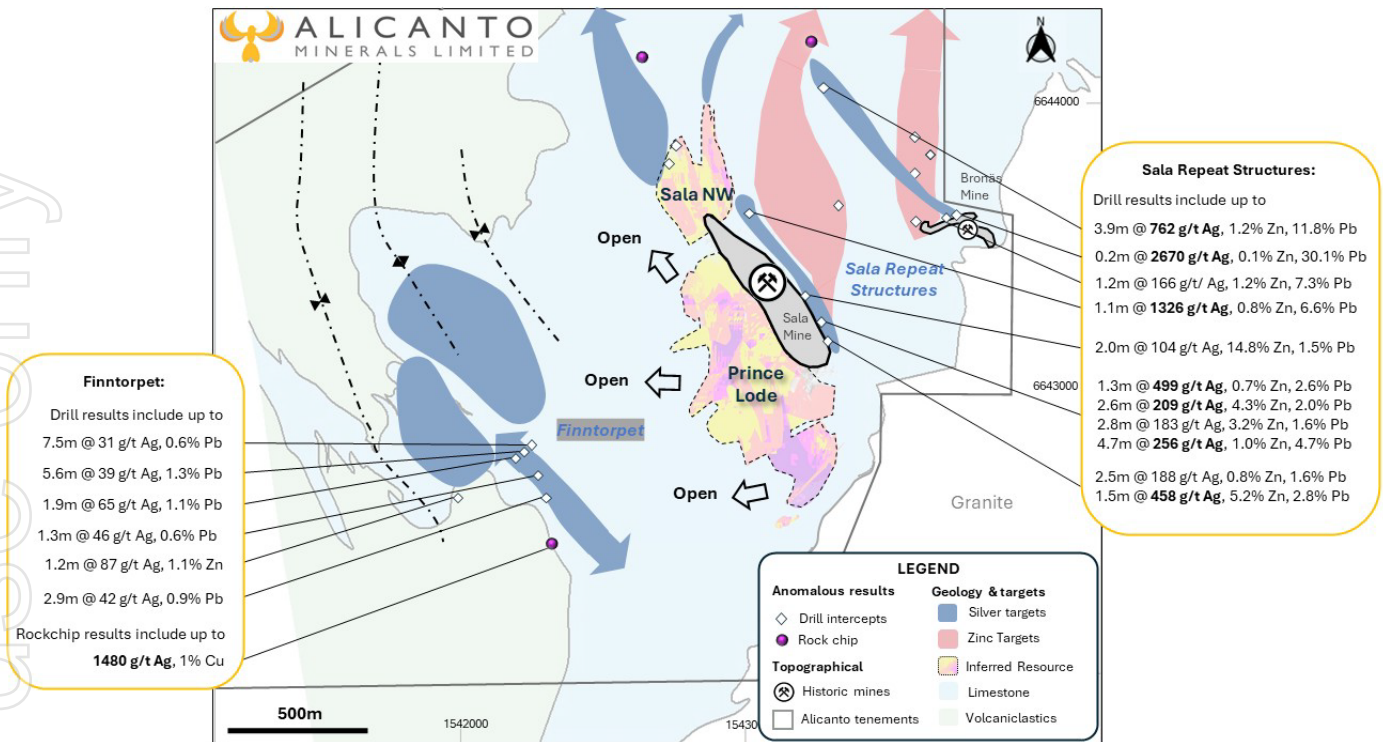 ALICANTO
MINERALS LIMITED
N
6644000
Bronäs
Mine
Sala NW
Open
Sala Repeat
Structures
Sala
Mine
Prince
Lode
Open
6643000
Finntorpet
Open
Granite
Finntorpet:
Drill results include up to
7.5m @ 31 g/t Ag, 0.6% Pb
5.6m @ 39 g/t Ag, 1.3% Pb
1.9m @ 65 g/t Ag, 1.1% Pb
1.3m @ 46 g/t Ag, 0.6% Pb
1.2m @ 87 g/t Ag, 1.1% Zn
2.9m @ 42 g/t Ag, 0.9% Pb
Rockchip results include up to
1480 g/t Ag, 1% Cu
Sala Repeat Structures:
Drill results include up to
3.9m @ 762 g/t Ag, 1.2% Zn, 11.8% Pb
0.2m @ 2670 g/t Ag, 0.1% Zn, 30.1% Pb
1.2m @ 166 g/t/ Ag, 1.2% Zn, 7.3% Pb
1.1m @ 1326 g/t Ag, 0.8% Zn, 6.6% Pb
2.0m @ 104 g/t Ag, 14.8% Zn, 1.5% Pb
1.3m @ 499 g/t Ag, 0.7% Zn, 2.6% Pb
2.6m @ 209 g/t Ag, 4.3% Zn, 2.0% Pb
2.8m @ 183 g/t Ag, 3.2% Zn, 1.6% Pb
4.7m @ 256 g/t Ag, 1.0% Zn, 4.7% Pb
2.5m @ 188 g/t Ag, 0.8% Zn, 1.6% Pb
1.5m @ 458 g/t Ag, 5.2% Zn, 2.8% Pb
LEGEND
Anomalous results
Drill intercepts
Rock chip
Topographical
Historic mines
Alicanto tenements
Geology & targets
Silver targets
Zinc Targets
Inferred Resource
Limestone
Volcaniclastics
500m
1542000
15430